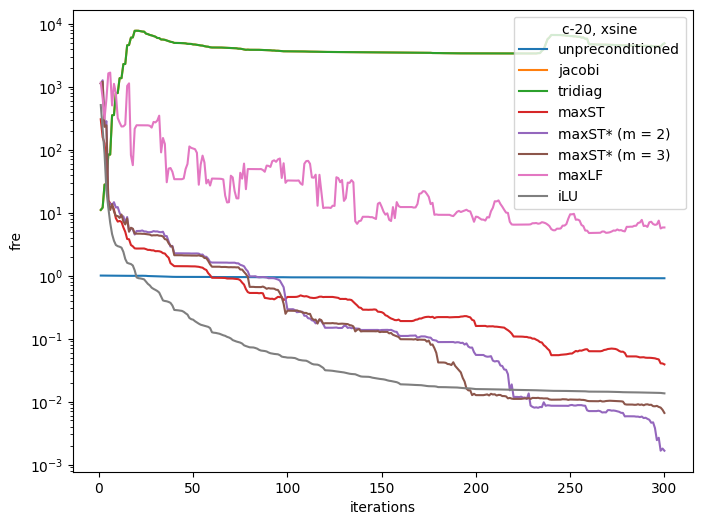 c-20, xsine
unpreconditioned
jacobi
tridiag
maxST
maxST* (m = 2)
maxST* (m = 3)
maxLF
iLU
fre
10⁴
10³
10²
10¹
10⁰
10⁻¹
10⁻²
10⁻³
0 50 100 150 200 250 300
iterations